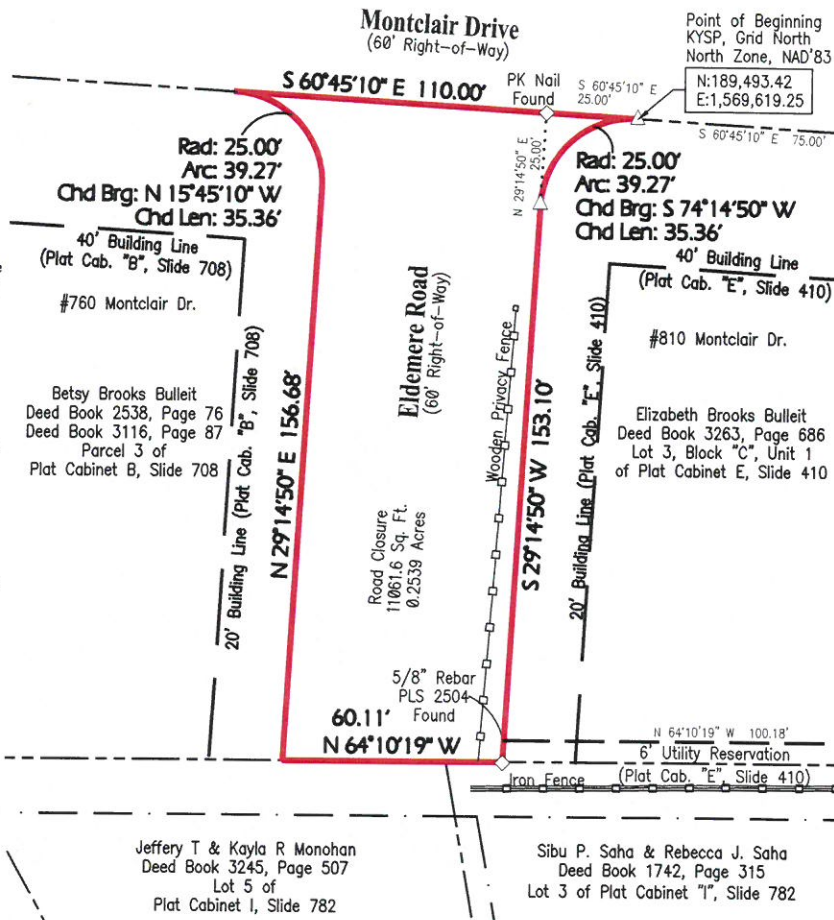 Montclair Drive
(60' Right-of-Way)
Point of Beginning
KYSP, Grid North
North Zone, NAD'83
N:189,493.42
E:1,569,619.25
S 60°45'10" E 110.00'
PK Nail
Found
S 60°45'10" E
25.00'
S 60°45'10" E 75.00'
N 29°14'50" E
25.00'
Rad: 25.00'
Arc: 39.27'
Chd Brg: N 15°45'10" W
Chd Len: 35.36'
Rad: 25.00'
Arc: 39.27'
Chd Brg: S 74°14'50" W
Chd Len: 35.36'
40' Building Line
(Plat Cab. "B", Slide 708)
#760 Montclair Dr.
40' Building Line
(Plat Cab. "E", Slide 410)
#810 Montclair Dr.
Betsy Brooks Bulleit
Deed Book 2538, Page 76
Deed Book 3116, Page 87
Parcel 3 of
Plat Cabinet B, Slide 708
20' Building Line (Plat Cab. "B", Slide 708)
N 29°14'50" E 156.68'
Eldemere Road
(60' Right-of-Way)
Road Closure
11061.6 Sq. Ft.
0.2539 Acres
Wooden Privacy Fence
S 29°14'50" W 153.10'
20' Building Line (Plat Cab. "E", Slide 410)
Elizabeth Brooks Bulleit
Deed Book 3263, Page 686
Lot 3, Block "C", Unit 1
of Plat Cabinet E, Slide 410
5/8" Rebar
PLS 2504
Found
60.11'
N 64°10'19" W
N 64°10'19" W 100.18'
6' Utility Reservation
(Plat Cab. "E", Slide 410)
Iron Fence
Jeffery T & Kayla R Monohan
Deed Book 3245, Page 507
Lot 5 of
Plat Cabinet I, Slide 782
Sibu P. Saha & Rebecca J. Saha
Deed Book 1742, Page 315
Lot 3 of Plat Cabinet "I", Slide 782